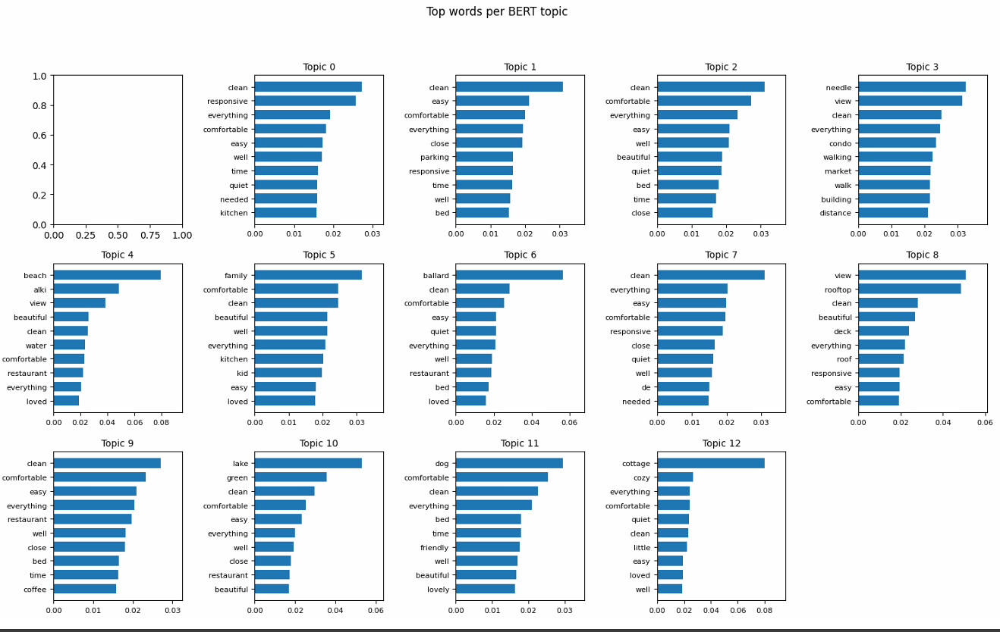 Top words per BERT topic
1.0
0.8
0.6
0.4
0.2
0.0
0.00 0.25 0.50 0.75 1.00
Topic 0
clean
responsive
everything
comfortable
easy
well
time
quiet
needed
kitchen
0.00 0.01 0.02 0.03
Topic 1
clean
easy
comfortable
everything
close
parking
responsive
time
well
bed
0.00 0.01 0.02 0.03
Topic 2
clean
comfortable
everything
easy
well
beautiful
quiet
bed
time
close
0.00 0.01 0.02 0.03
Topic 3
needle
view
clean
everything
condo
walking
market
walk
building
distance
0.00 0.01 0.02 0.03
Topic 4
beach
alki
view
beautiful
clean
water
comfortable
restaurant
everything
loved
0.00 0.02 0.04 0.06 0.08
Topic 5
family
comfortable
clean
beautiful
well
everything
kitchen
kid
easy
loved
0.00 0.01 0.02 0.03
Topic 6
ballard
clean
comfortable
easy
quiet
everything
well
restaurant
bed
loved
0.00 0.02 0.04 0.06
Topic 7
clean
everything
easy
comfortable
responsive
close
quiet
well
de
needed
0.00 0.01 0.02 0.03
Topic 8
view
rooftop
clean
beautiful
deck
everything
roof
responsive
easy
comfortable
0.00 0.02 0.04 0.06
Topic 9
clean
comfortable
easy
everything
restaurant
well
close
bed
time
coffee
0.00 0.01 0.02 0.03
Topic 10
lake
green
clean
comfortable
easy
everything
well
close
restaurant
beautiful
0.00 0.02 0.04 0.06
Topic 11
dog
comfortable
clean
everything
bed
time
friendly
well
beautiful
lovely
0.00 0.01 0.02 0.03
Topic 12
cottage
cozy
everything
comfortable
quiet
clean
little
easy
loved
well
0.00 0.02 0.04 0.06 0.08